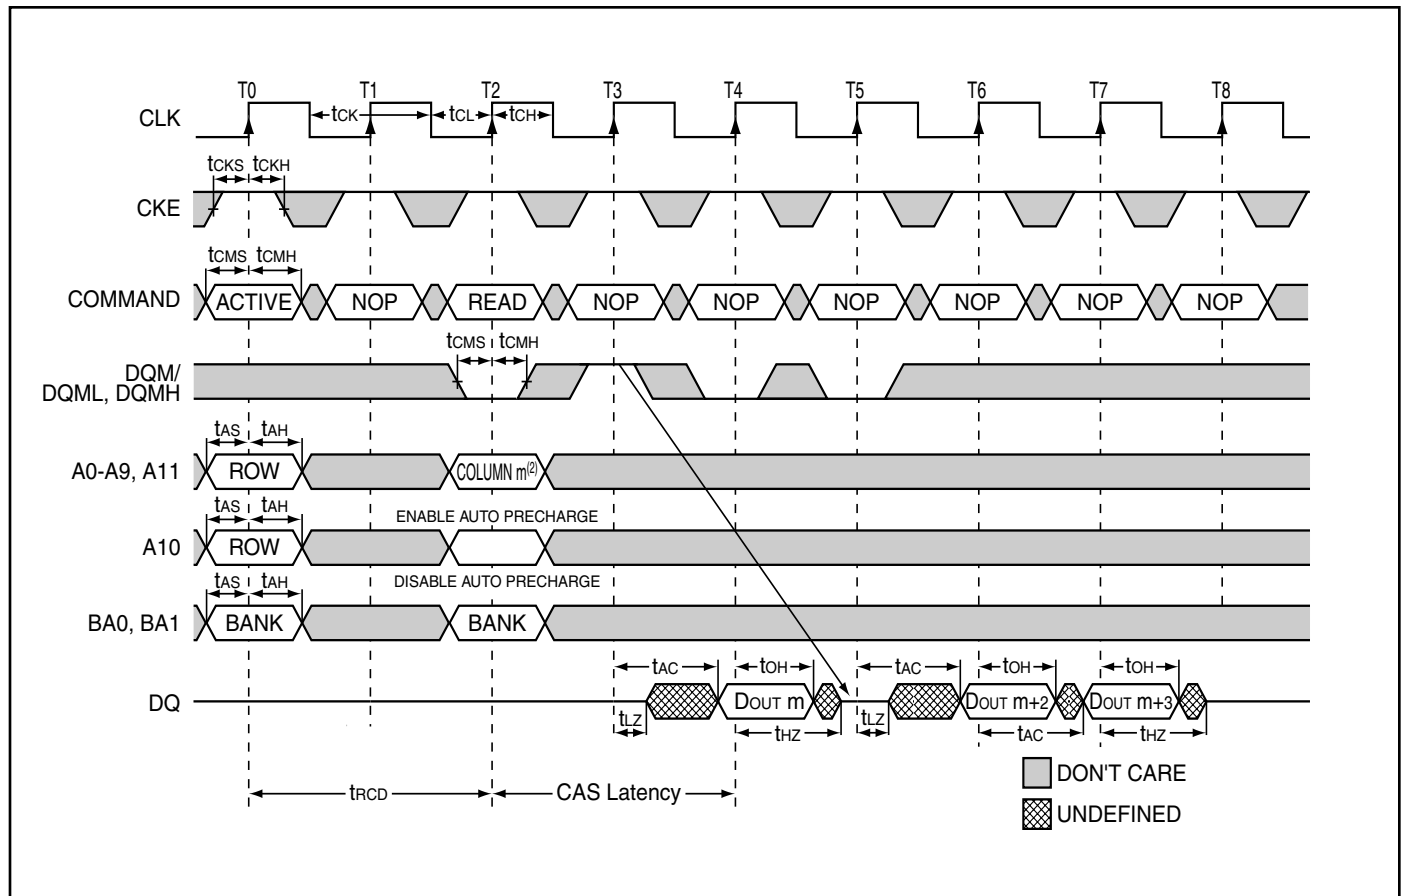 T0 T1 T2 T3 T4 T5 T6 T7 T8
CLK tCK tCL tCH
tCKS tCKH
CKE
tCMS tCMH
COMMAND ACTIVE NOP READ NOP NOP NOP NOP NOP NOP
tCMS tCMH
DQM/
DQML, DQMH
tAS tAH
A0-A9, A11 ROW COLUMN m(2)
tAS tAH ENABLE AUTO PRECHARGE
A10 ROW
tAS tAH DISABLE AUTO PRECHARGE
BA0, BA1 BANK BANK
tAC tOH tAC tOH tOH
DQ DOUT m DOUT m+2 DOUT m+3
tLZ tHZ tLZ tAC tHZ
DON'T CARE
tRCD CAS Latency
UNDEFINED